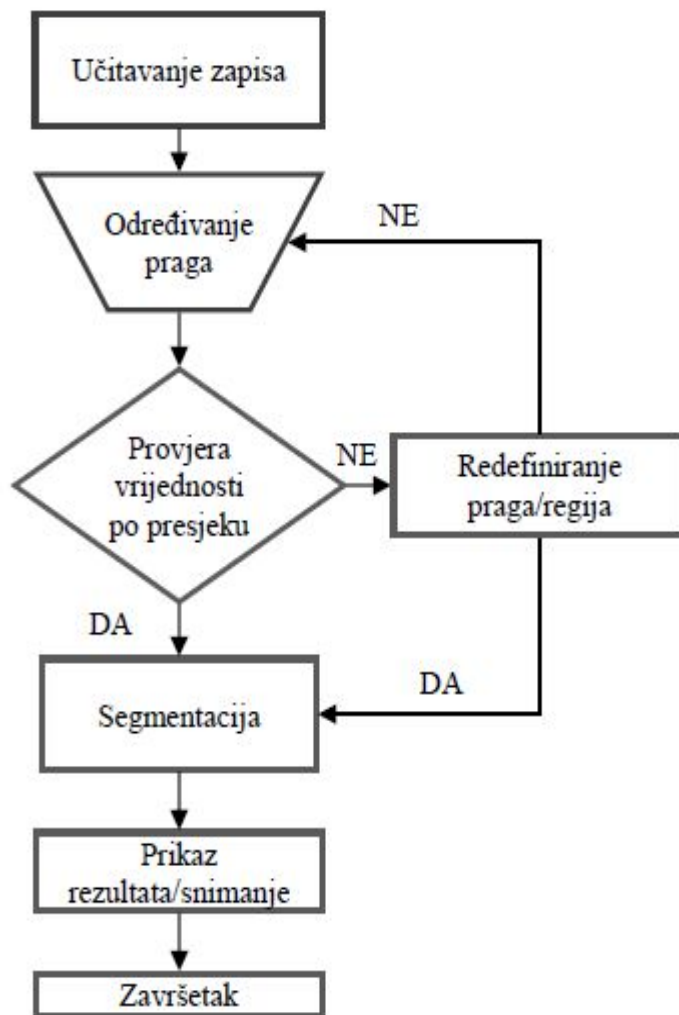 Učitavanje zapisa
Određivanje
praga
NE
Provjera
vrijednosti
po presjeku
NE
Redefiniranje
praga/regija
DA
Segmentacija
DA
Prikaz
rezultata/snimanje
Završetak